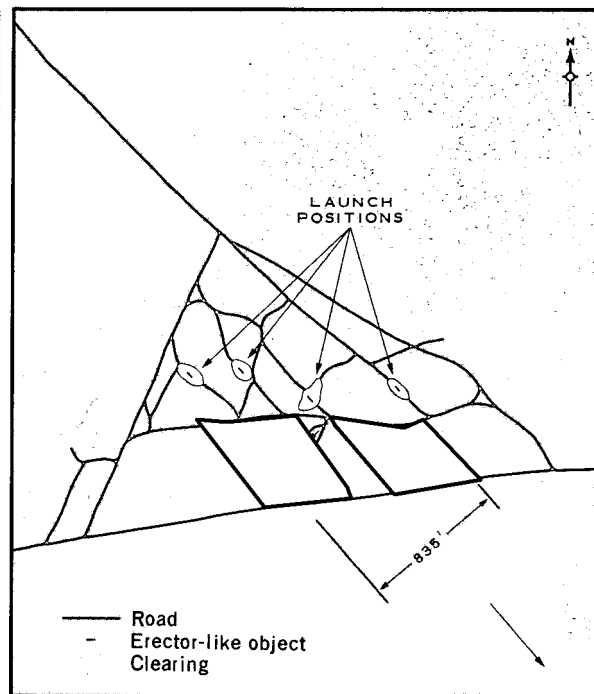 N
LAUNCH
POSITIONS
835'
Road
Erector-like object
Clearing